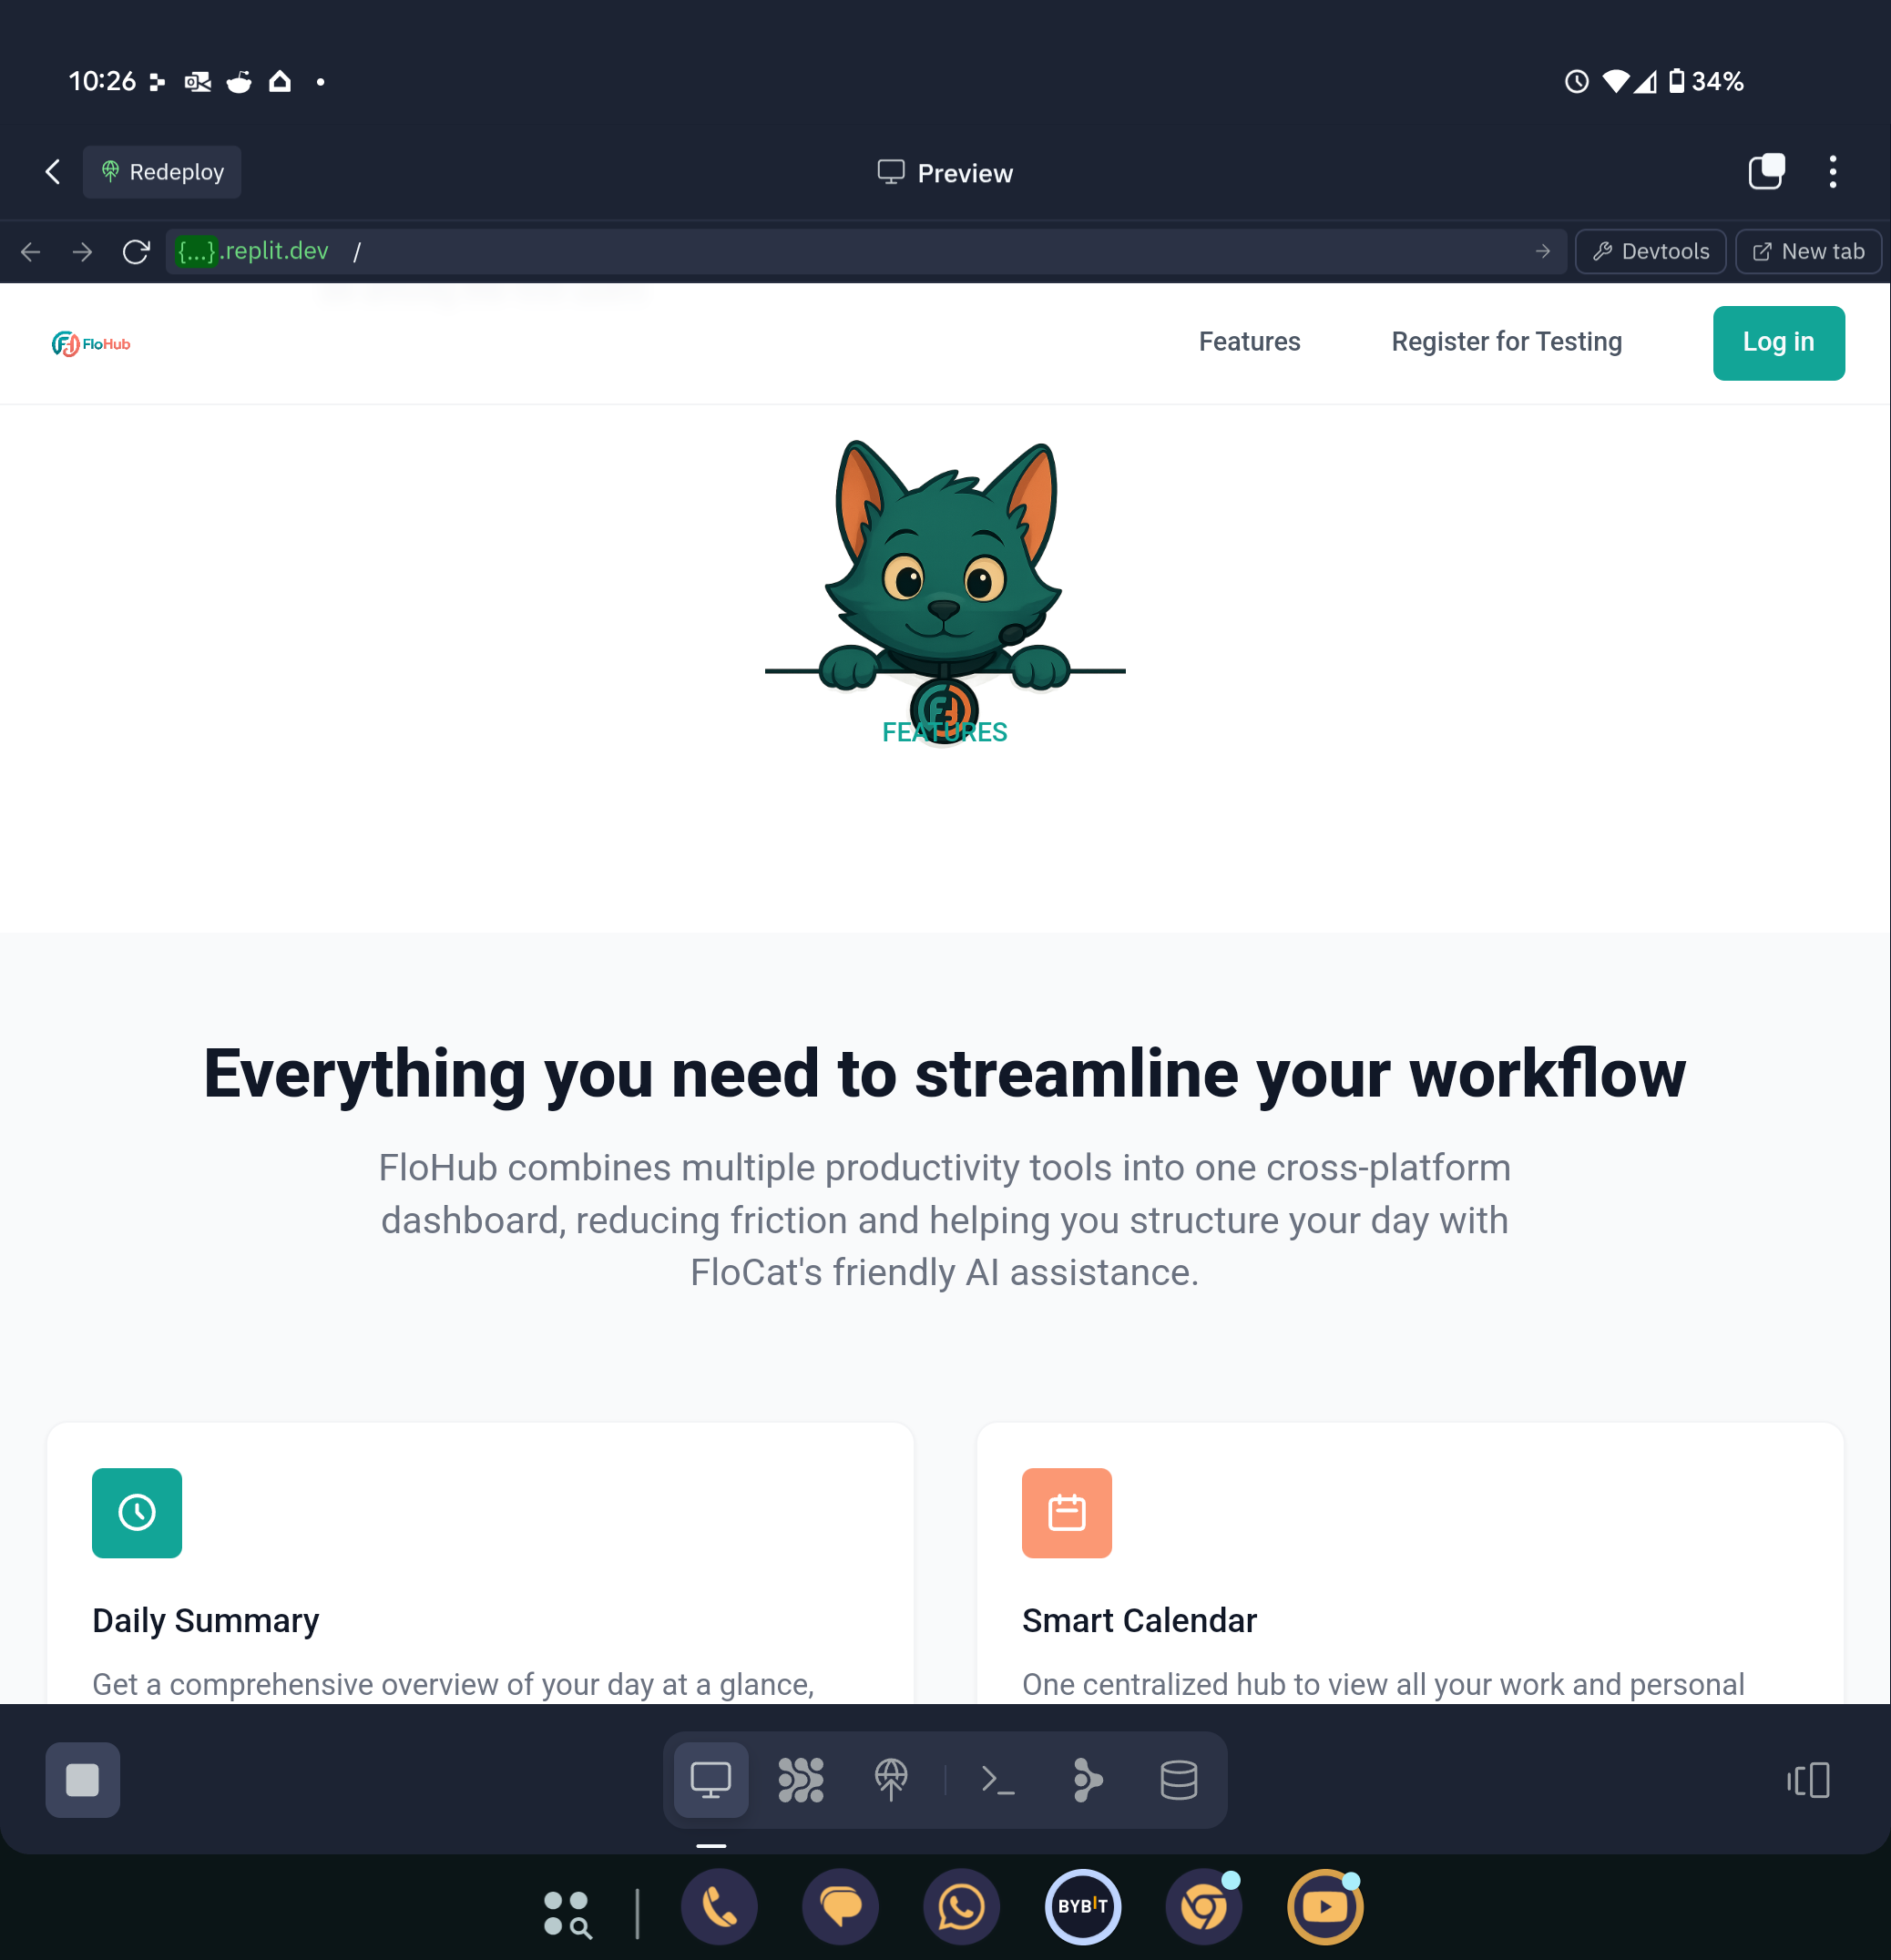 10:26
34%
Redeploy
Preview
{...}.replit.dev /
Devtools
New tab
FloHub
Features
Register for Testing
Log in
FEATURES
Everything you need to streamline your workflow
FloHub combines multiple productivity tools into one cross-platform
dashboard, reducing friction and helping you structure your day with
FloCat's friendly AI assistance.
Daily Summary
Smart Calendar
Get a comprehensive overview of your day at a glance,
One centralized hub to view all your work and personal
BYBIT